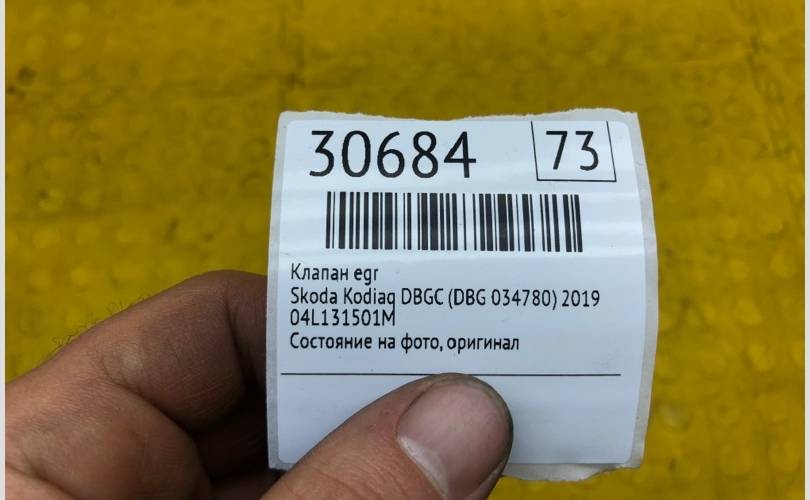 30684 73
Клапан egr
Skoda Kodiaq DBGC (DBG 034780) 2019
04L131501M
Состояние на фото, оригинал